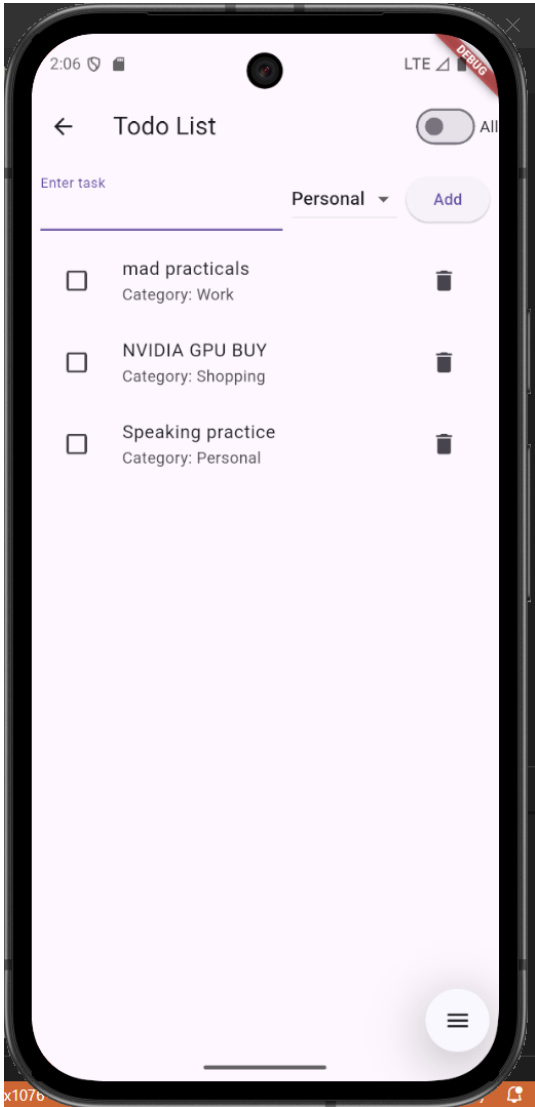 2:06
LTE
DEBUG
Todo List
All
Enter task
Personal
Add
mad practicals
Category: Work
NVIDIA GPU BUY
Category: Shopping
Speaking practice
Category: Personal
x1076